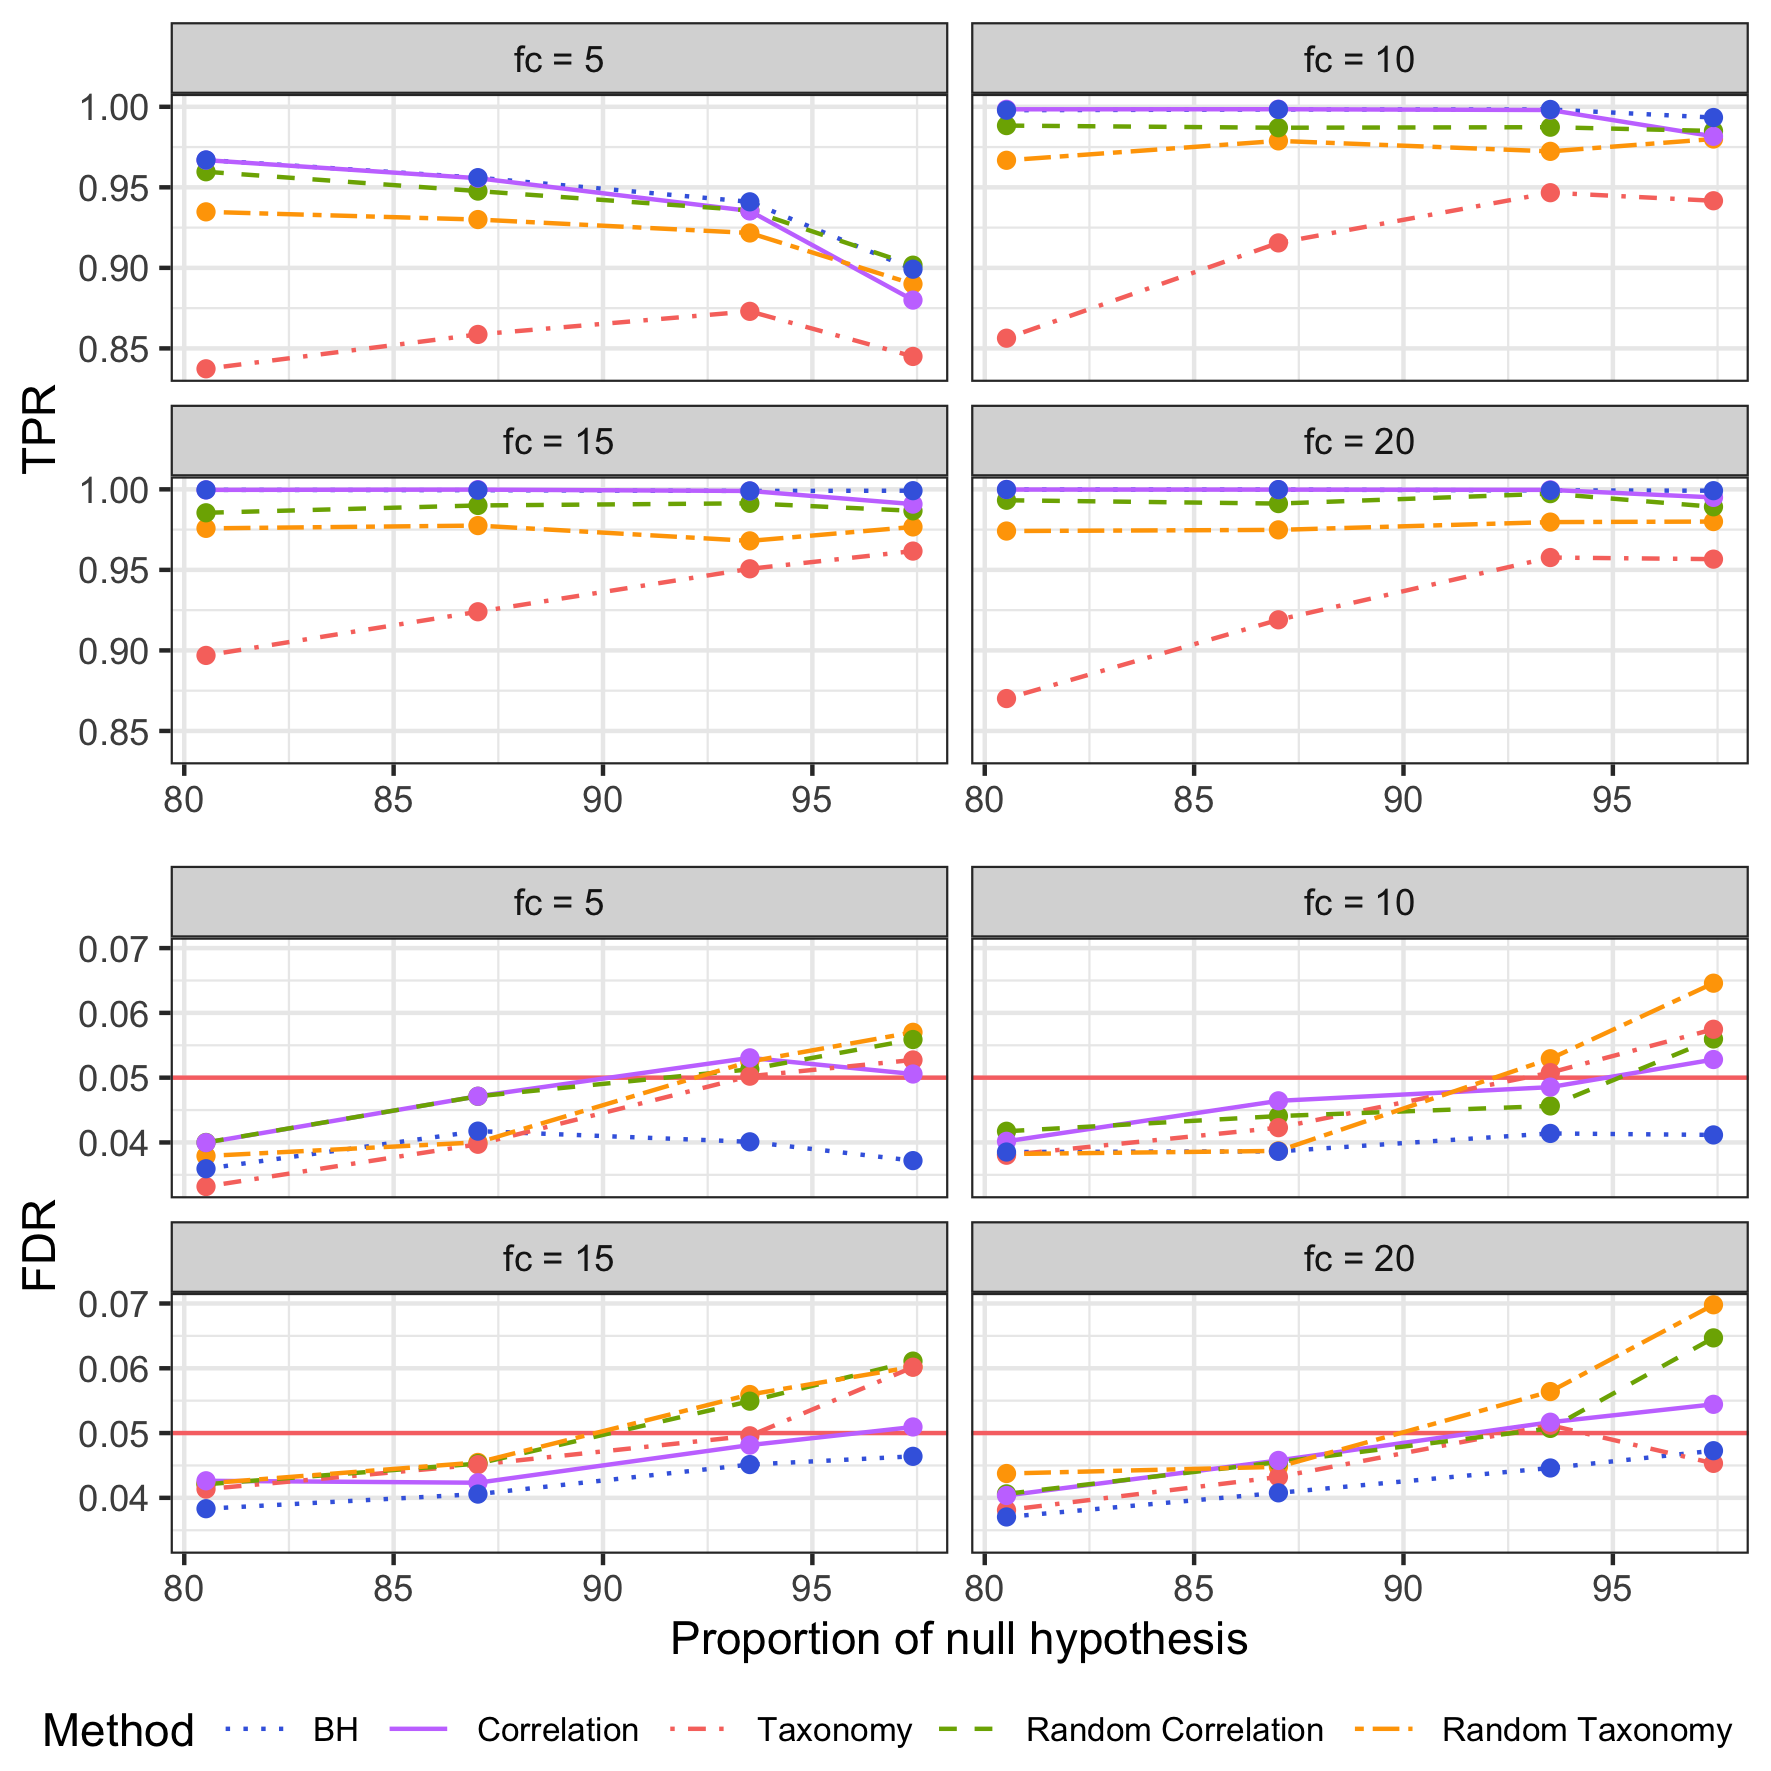 fc = 5 fc = 10
1.00
0.95
0.90
0.85
TPR
fc = 15 fc = 20
1.00
0.95
0.90
0.85
80 85 90 95 80 85 90 95
fc = 5 fc = 10
0.07
0.06
0.05
0.04
FDR
fc = 15 fc = 20
0.07
0.06
0.05
0.04
80 85 90 95 80 85 90 95
Proportion of null hypothesis
Method BH Correlation Taxonomy Random Correlation Random Taxonomy